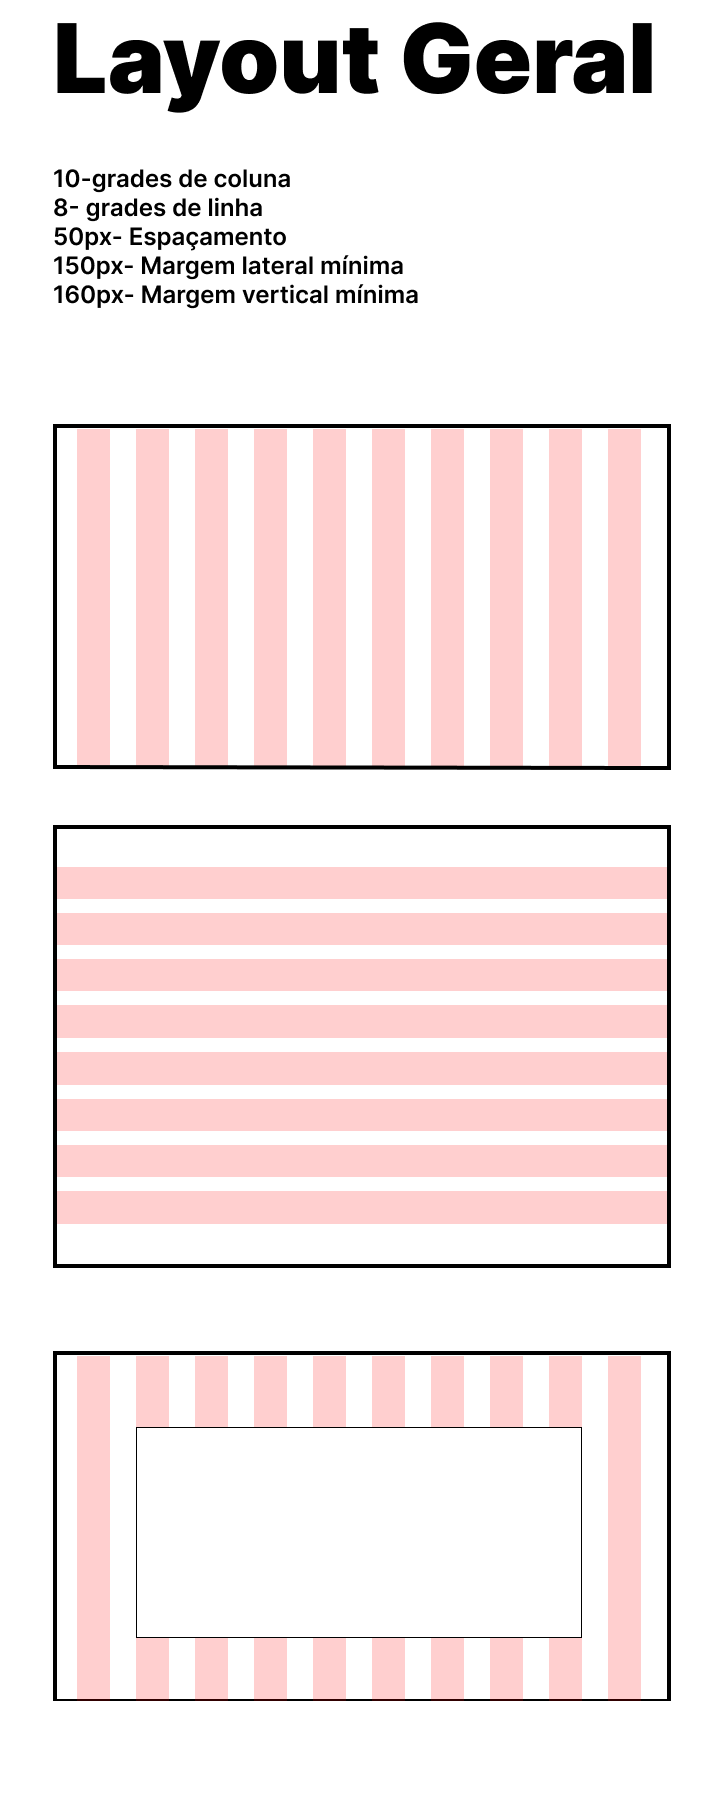 Layout Geral
10-grades de coluna
8- grades de linha
50px- Espaçamento
150px- Margem lateral mínima
160px- Margem vertical mínima